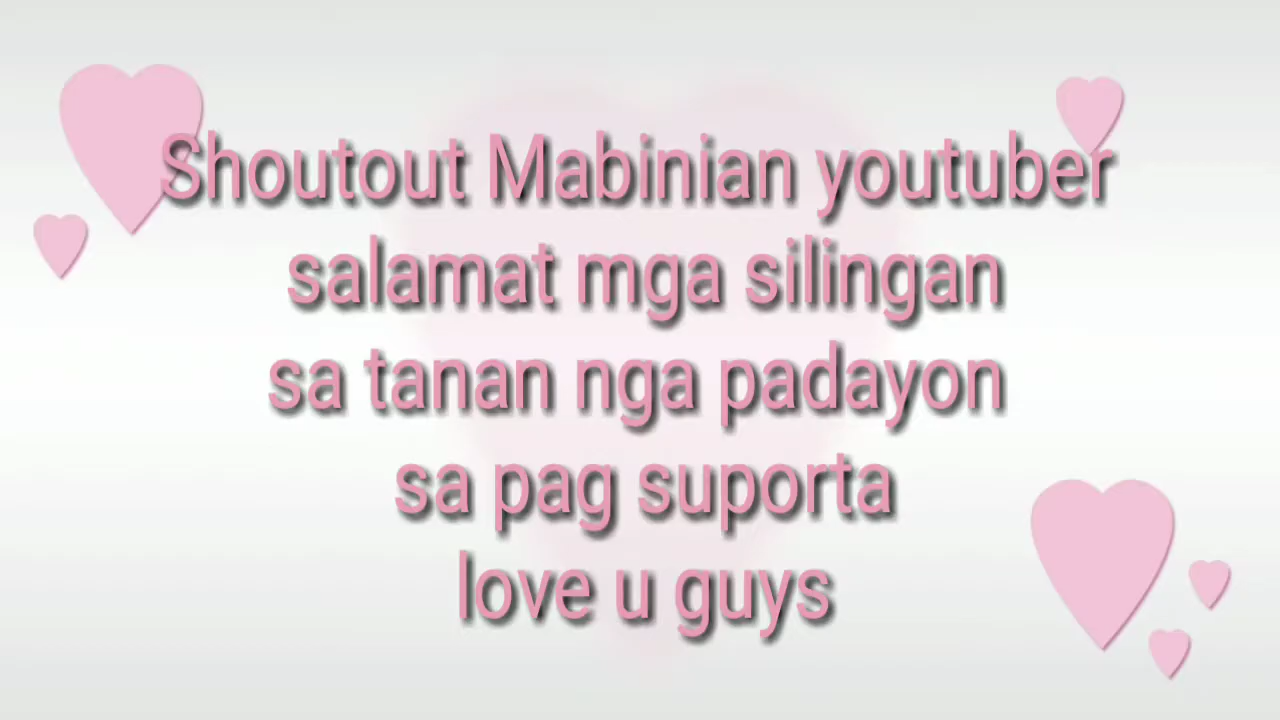 Shoutout Mabinian youtuber
salamat mga silingan
sa tanan nga padayon
sa pag suporta
love u guys